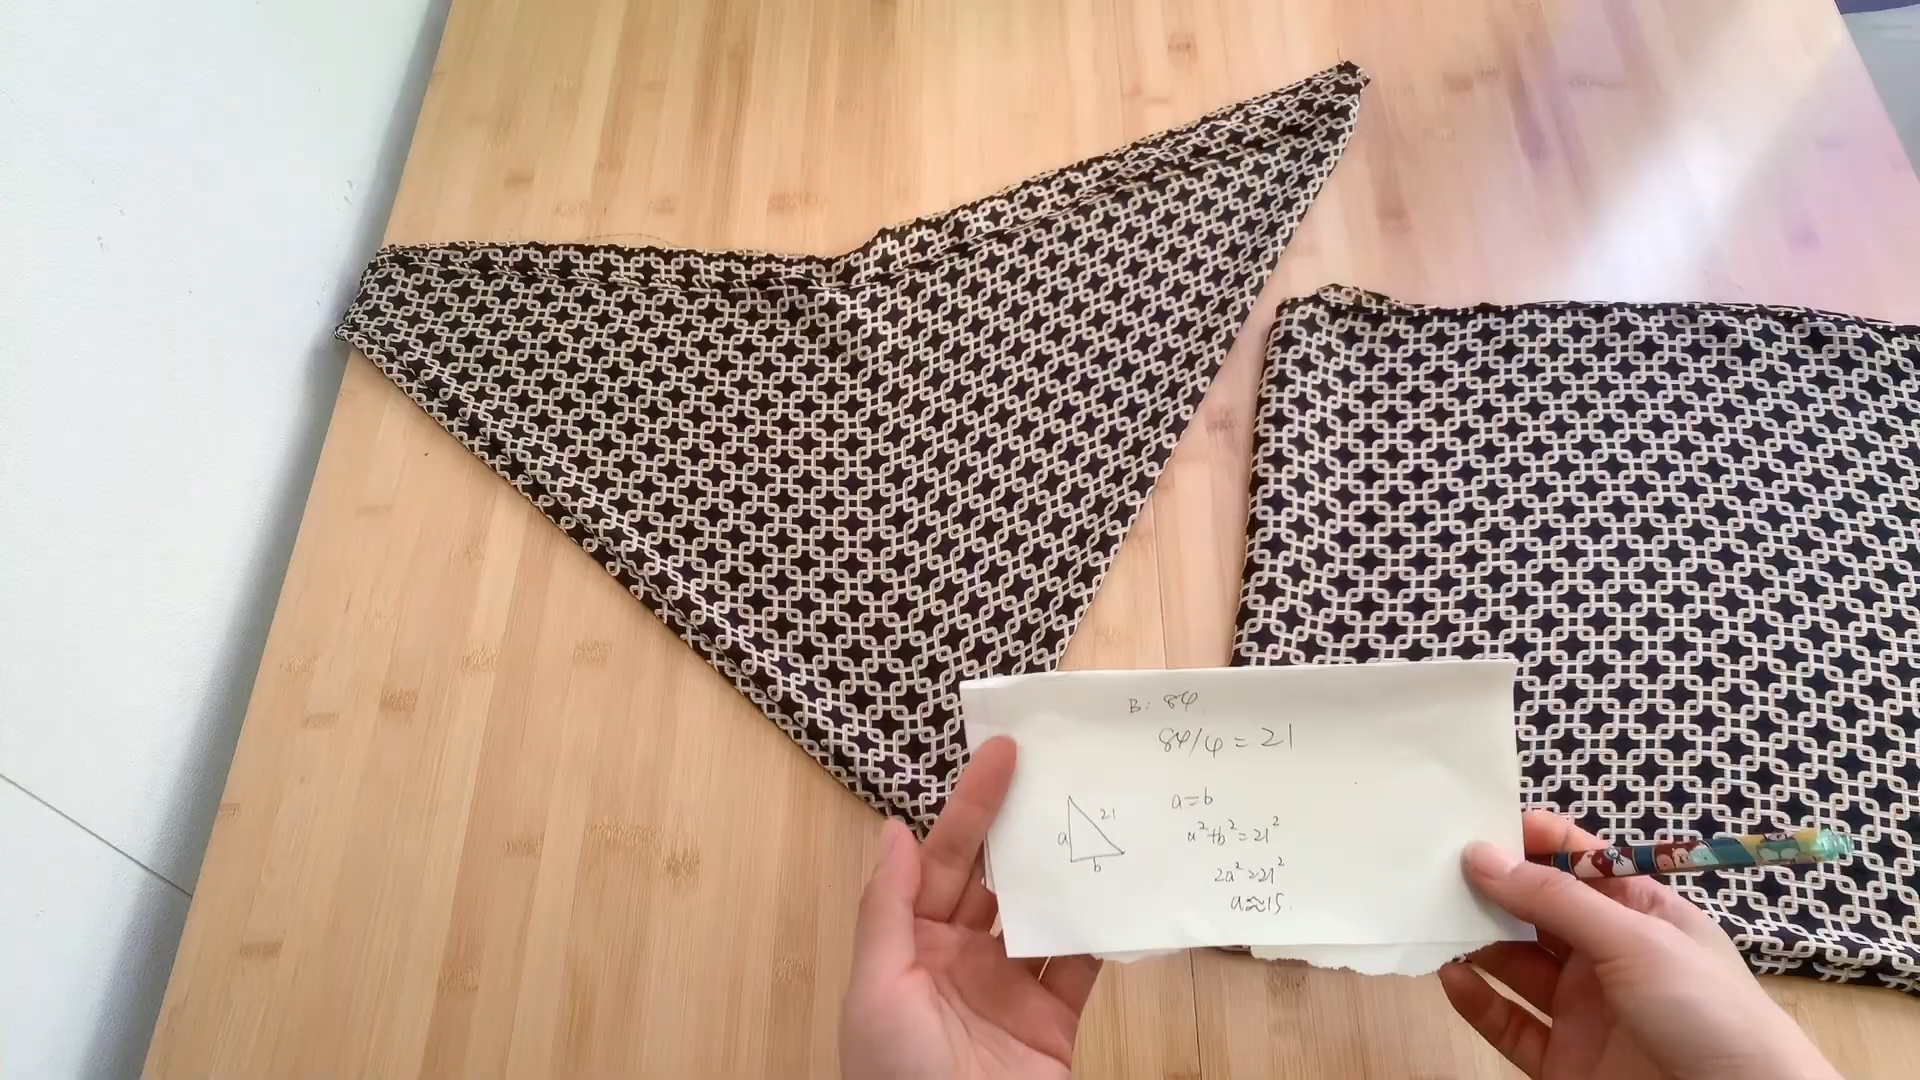 B: 84
84/4 = 21
a=b
a²+b²=21²
2a²=21²
a≈15.
a
21
b